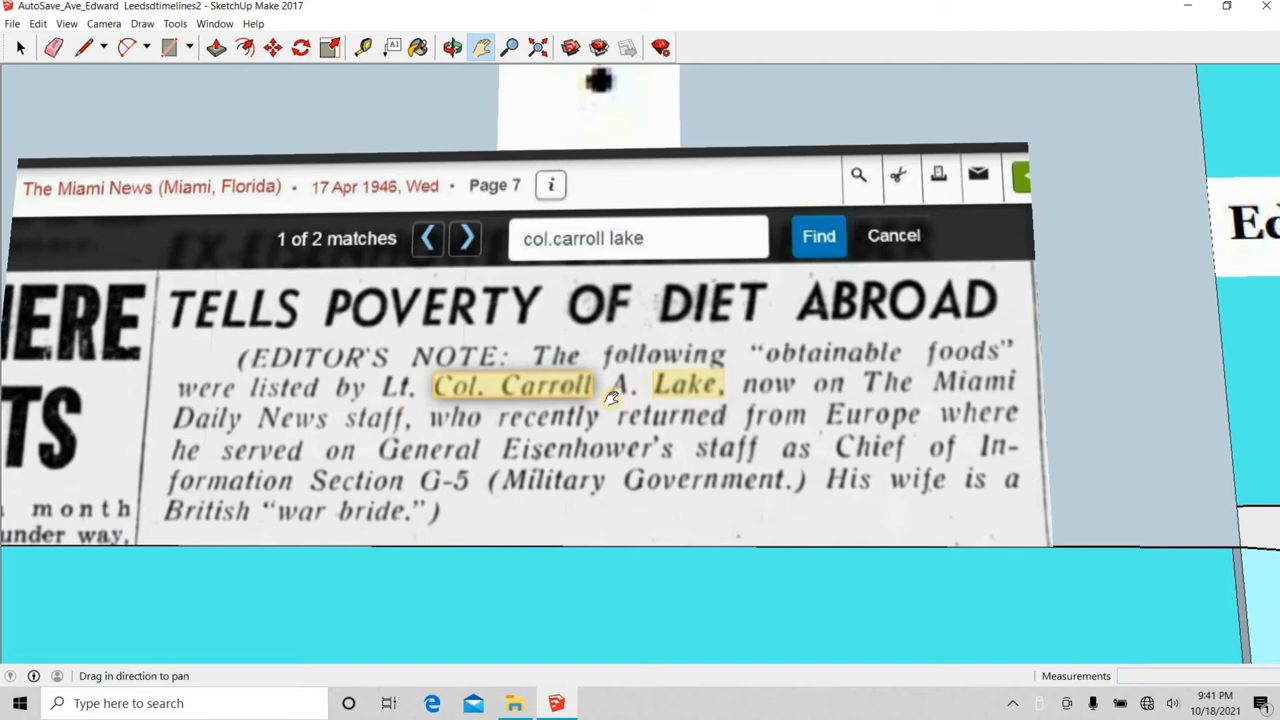 AutoSave_Ave_Edward Leedsdtimelines2 - SketchUp Make 2017
File Edit View Camera Draw Tools Window Help
The Miami News (Miami, Florida) · 17 Apr 1946, Wed · Page 7
1 of 2 matches col.carroll lake Find Cancel
Ed
ERE
TS
month
under way,
TELLS POVERTY OF DIET ABROAD
(EDITOR'S NOTE: The following "obtainable foods"
were listed by Lt. Col. Carroll A. Lake, now on The Miami
Daily News staff, who recently returned from Europe where
he served on General Eisenhower's staff as Chief of In-
formation Section G-5 (Military Government.) His wife is a
British "war bride.")
Drag in direction to pan Measurements
Type here to search
9:41 PM
10/18/2021